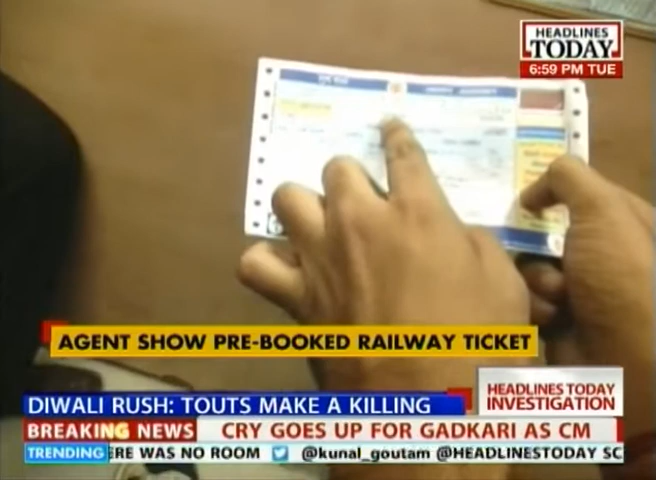 HEADLINES
TODAY
6:59 PM TUE
AGENT SHOW PRE-BOOKED RAILWAY TICKET
DIWALI RUSH: TOUTS MAKE A KILLING
HEADLINES TODAY
INVESTIGATION
BREAKING NEWS CRY GOES UP FOR GADKARI AS CM
TRENDING ERE WAS NO ROOM @kunal_goutam @HEADLINESTODAY SC